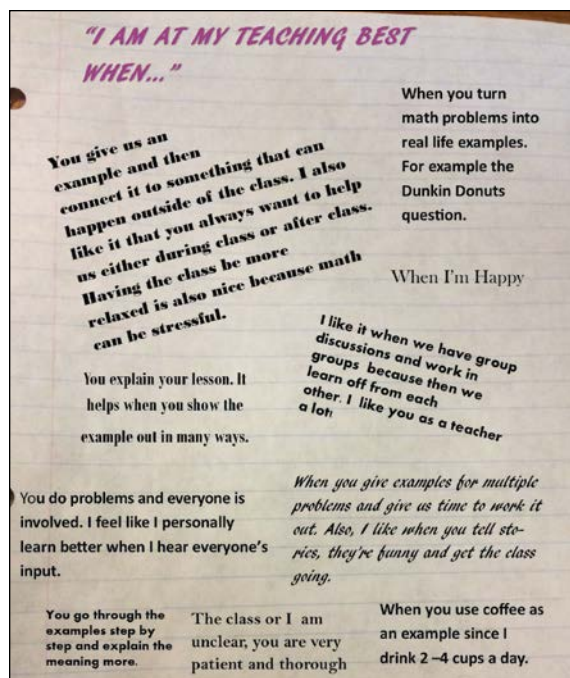 "I AM AT MY TEACHING BEST
WHEN..."
When you turn
math problems into
real life examples.
For example the
Dunkin Donuts
question.
You give us an
example and then
connect it to something that can
happen outside of the class. I also
like it that you always want to help
us either during class or after class.
Having the class be more
relaxed is also nice because math
can be stressful.
When I'm Happy
I like it when we have group
discussions and work in
groups because then we
learn off from each
other. I like you as a teacher
a lot!
You explain your lesson. It
helps when you show the
example out in many ways.
When you give examples for multiple
problems and give us time to work it
out. Also, I like when you tell sto-
ries, they're funny and get the class
going.
You do problems and everyone is
involved. I feel like I personally
learn better when I hear everyone's
input.
You go through the
examples step by
step and explain the
meaning more.
The class or I am
unclear, you are very
patient and thorough
When you use coffee as
an example since I
drink 2 –4 cups a day.